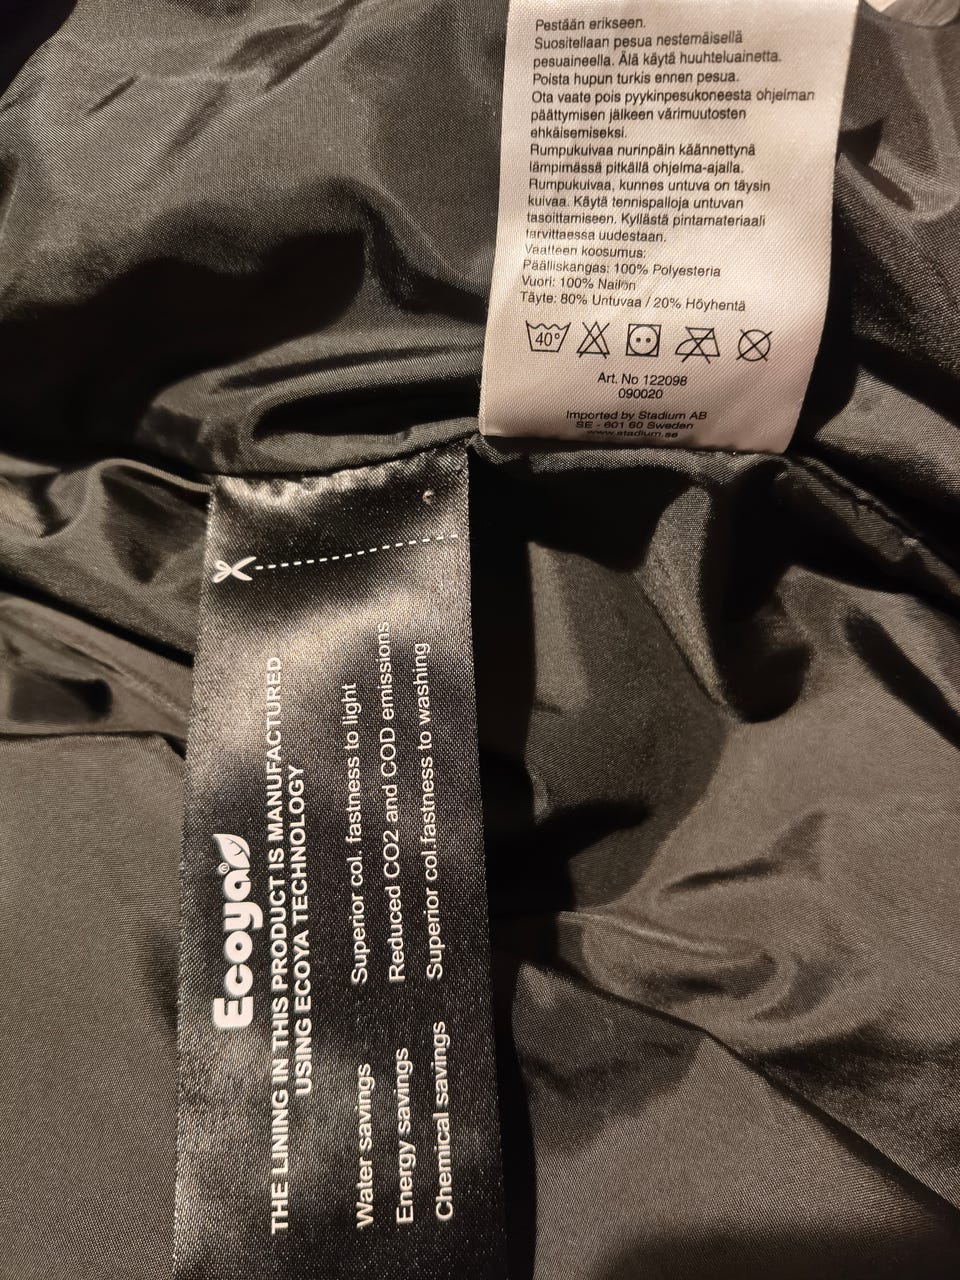 Pestään erikseen.
Suositellaan pesua nestemäisellä
pesuaineella. Älä käytä huuhteluainetta.
Poista hupun turkis ennen pesua.
Ota vaate pois pyykinpesukoneesta ohjelman
päättymisen jälkeen värimuutosten
ehkäisemiseksi.
Rumpukuivaa nurinpäin käännettynä
lämpimässä pitkällä ohjelma-ajalla.
Rumpukuivaa, kunnes untuva on täysin
kuivaa. Käytä tennispalloja untuvan
tasoittamiseen. Kyllästä pintamateriaali
tarvittaessa uudestaan.
Vaatteen koosumus:
Päälliskangas: 100% Polyesteria
Vuori: 100% Nailon
Täyte: 80% Untuvaa / 20% Höyhentä
40°
Art. No 122098
090020
Imported by Stadium AB
SE - 601 60 Sweden
www.stadium.se
Ecoya®
THE LINING IN THIS PRODUCT IS MANUFACTURED
USING ECOYA TECHNOLOGY
Water savings Superior col. fastness to light
Energy savings Reduced CO2 and COD emissions
Chemical savings Superior col.fastness to washing